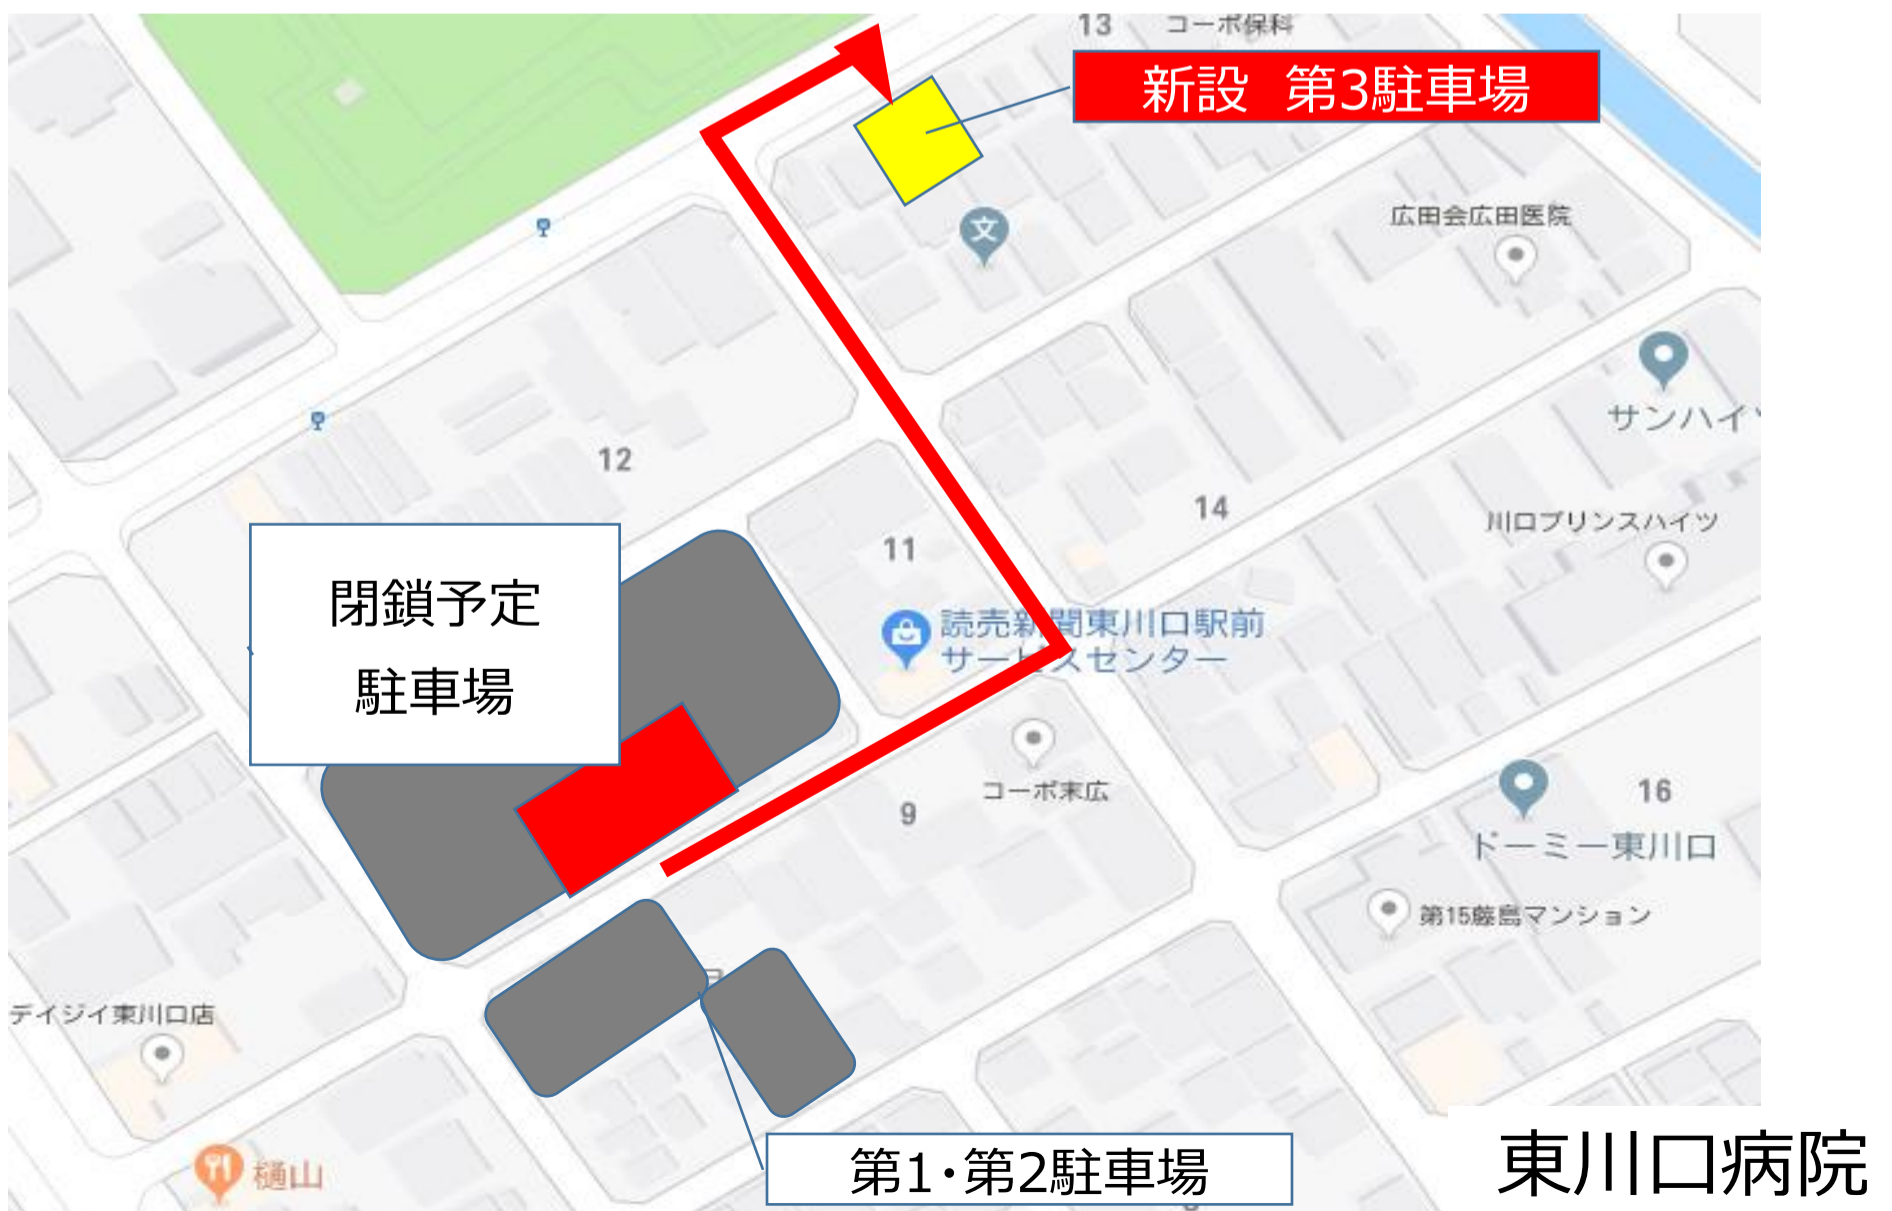 13
コーポ保科
新設 第3駐車場
文
広田会広田医院
サンハイツ
12
14
川口プリンスハイツ
11
閉鎖予定
駐車場
読売新聞東川口駅前
サービスセンター
コーポ末広
9
16
ドーミー東川口
第15藤島マンション
デイジイ東川口店
樋山
第1・第2駐車場
東川口病院